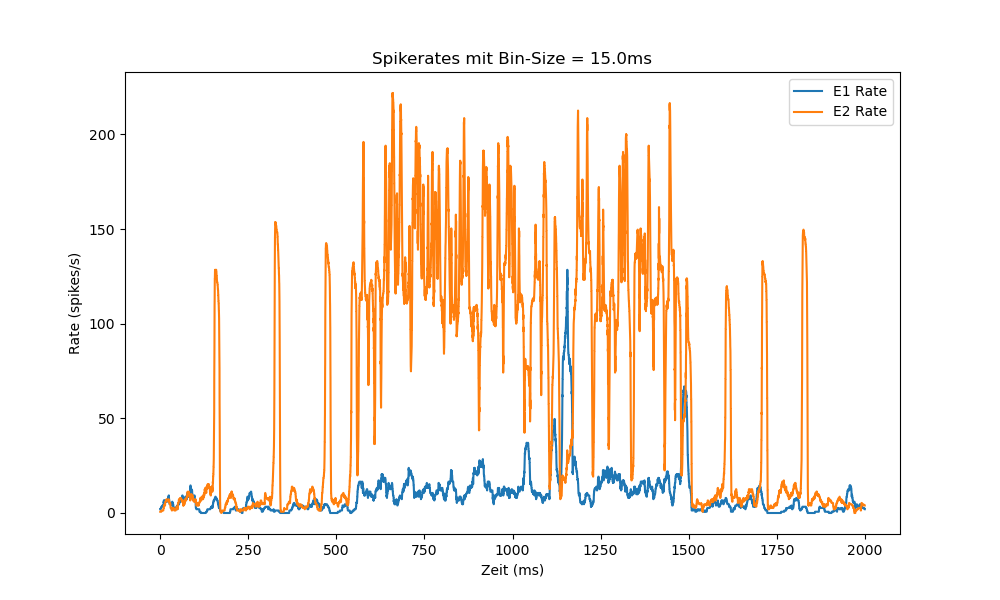 Spikerates mit Bin-Size = 15.0ms
E1 Rate
E2 Rate
Rate (spikes/s)
200
150
100
50
0
0 250 500 750 1000 1250 1500 1750 2000
Zeit (ms)